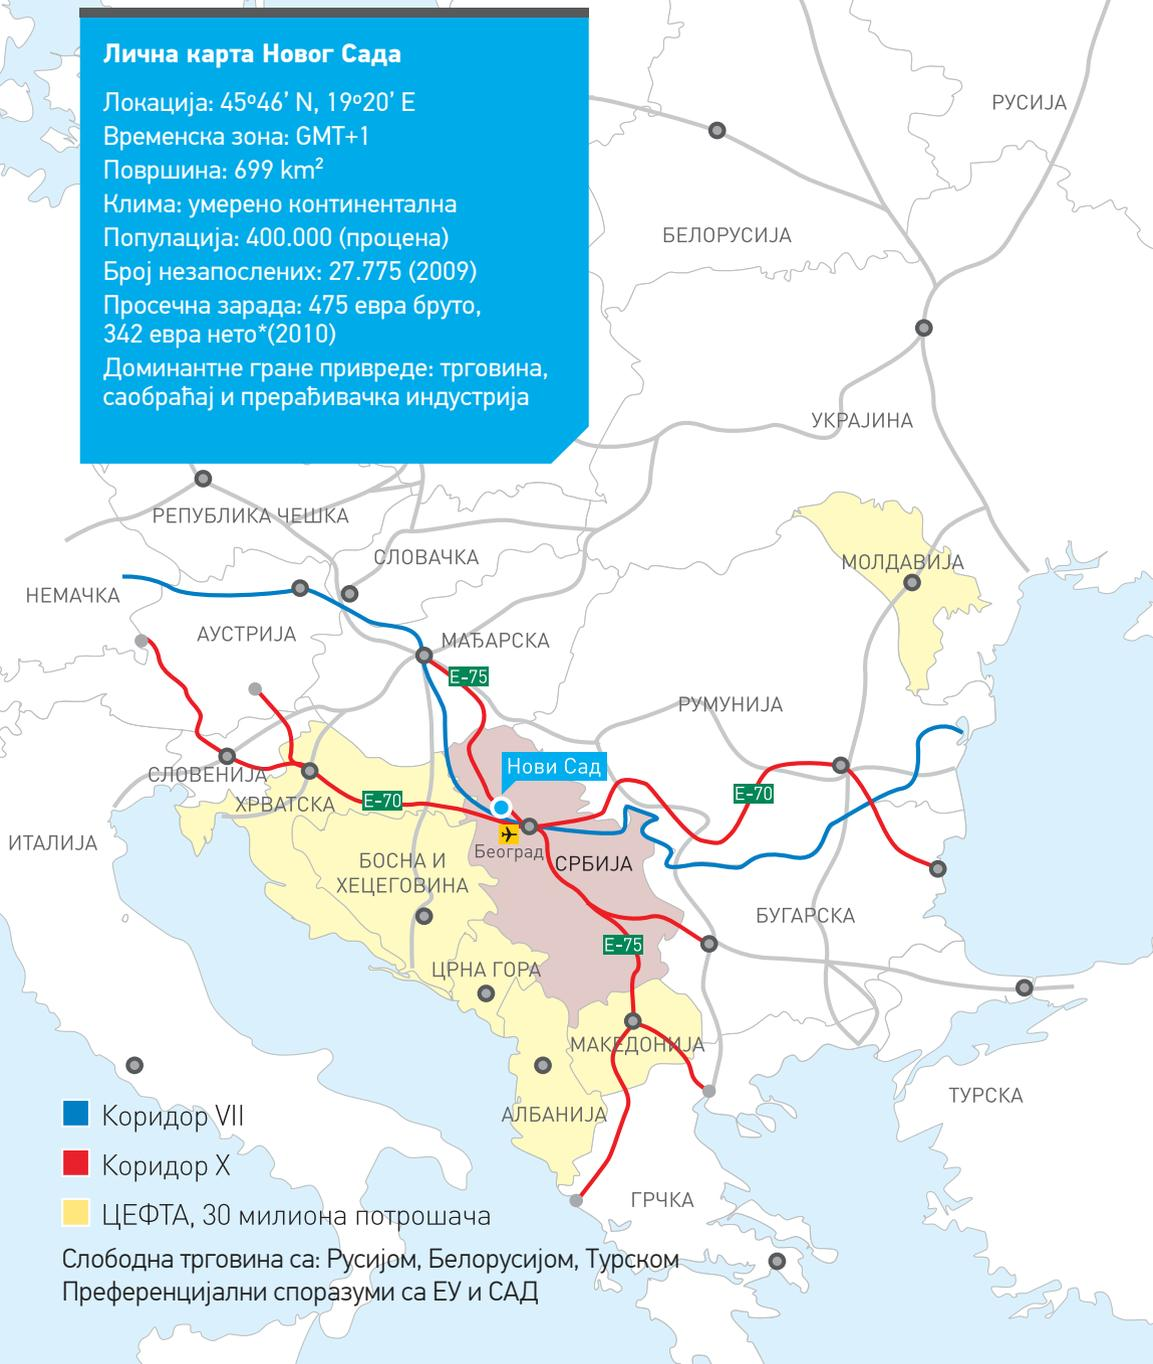 Лична карта Новог Сада
Локација: 45º46’ N, 19º20’ E
Временска зона: GMT+1
Површина: 699 km²
Клима: умерено континентална
Популација: 400.000 (процена)
Број незапослених: 27.775 (2009)
Просечна зарада: 475 евра бруто,
342 евра нето*(2010)
Доминантне гране привреде: трговина,
саобраћај и прерађивачка индустрија
РУСИЈА
БЕЛОРУСИЈА
УКРАЈИНА
РЕПУБЛИКА ЧЕШКА
СЛОВАЧКА
МОЛДАВИЈА
НЕМАЧКА
АУСТРИЈА
МАЂАРСКА
E-75
РУМУНИЈА
Нови Сад
СЛОВЕНИЈА
ХРВАТСКА
E-70
E-70
ИТАЛИЈА
Београд
СРБИЈА
БОСНА И
ХЕЦЕГОВИНА
БУГАРСКА
E-75
ЦРНА ГОРА
МАКЕДОНИЈА
ТУРСКА
АЛБАНИЈА
ГРЧКА
Коридор VII
Коридор X
ЦЕФТА, 30 милиона потрошача
Слободна трговина са: Русијом, Белорусијом, Турском
Преференцијални споразуми са ЕУ и САД